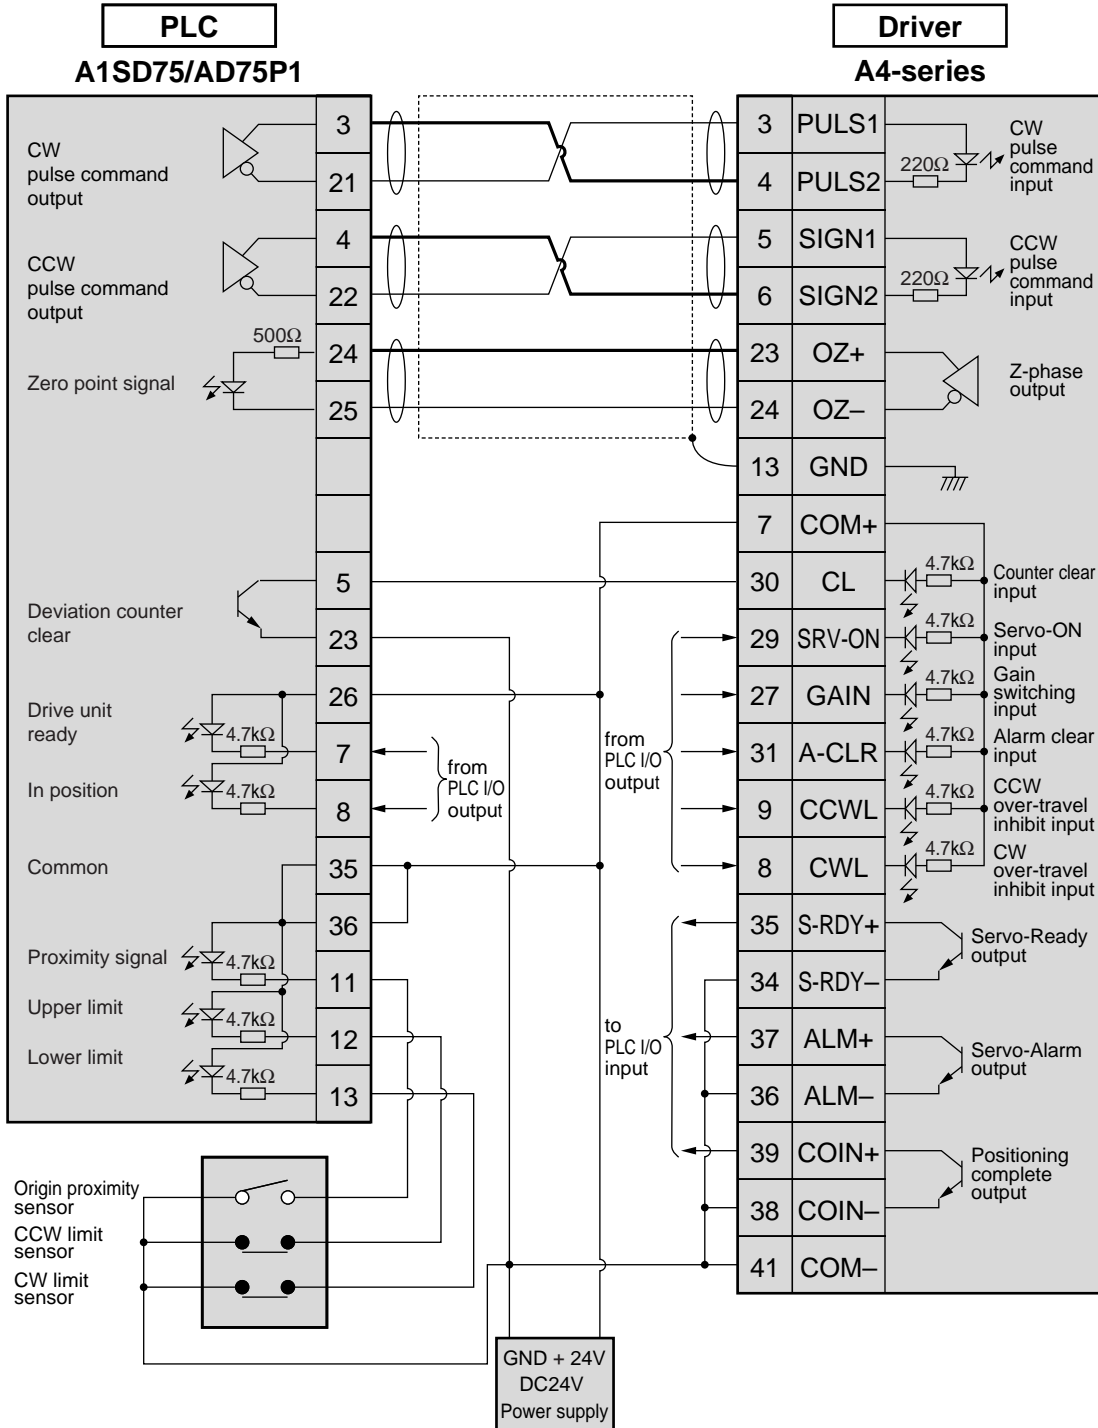 PLC
A1SD75/AD75P1
Driver
A4-series
CW
pulse command
output
3
21
CCW
pulse command
output
4
22
500Ω
Zero point signal
24
25
Deviation counter
clear
5
23
Drive unit
ready
4.7kΩ
26
7
In position
4.7kΩ
8
from
PLC I/O
output
Common
35
36
Proximity signal
4.7kΩ
11
Upper limit
4.7kΩ
12
Lower limit
4.7kΩ
13
Origin proximity
sensor
CCW limit
sensor
CW limit
sensor
GND + 24V
DC24V
Power supply
from
PLC I/O
output
to
PLC I/O
input
3 PULS1
4 PULS2
220Ω
CW
pulse
command
input
5 SIGN1
6 SIGN2
220Ω
CCW
pulse
command
input
23 OZ+
24 OZ–
Z-phase
output
13 GND
7 COM+
30 CL
4.7kΩ
Counter clear
input
29 SRV-ON
4.7kΩ
Servo-ON
input
27 GAIN
4.7kΩ
Gain
switching
input
31 A-CLR
4.7kΩ
Alarm clear
input
9 CCWL
4.7kΩ
CCW
over-travel
inhibit input
8 CWL
4.7kΩ
CW
over-travel
inhibit input
35 S-RDY+
34 S-RDY–
Servo-Ready
output
37 ALM+
36 ALM–
Servo-Alarm
output
39 COIN+
38 COIN–
Positioning
complete
output
41 COM–